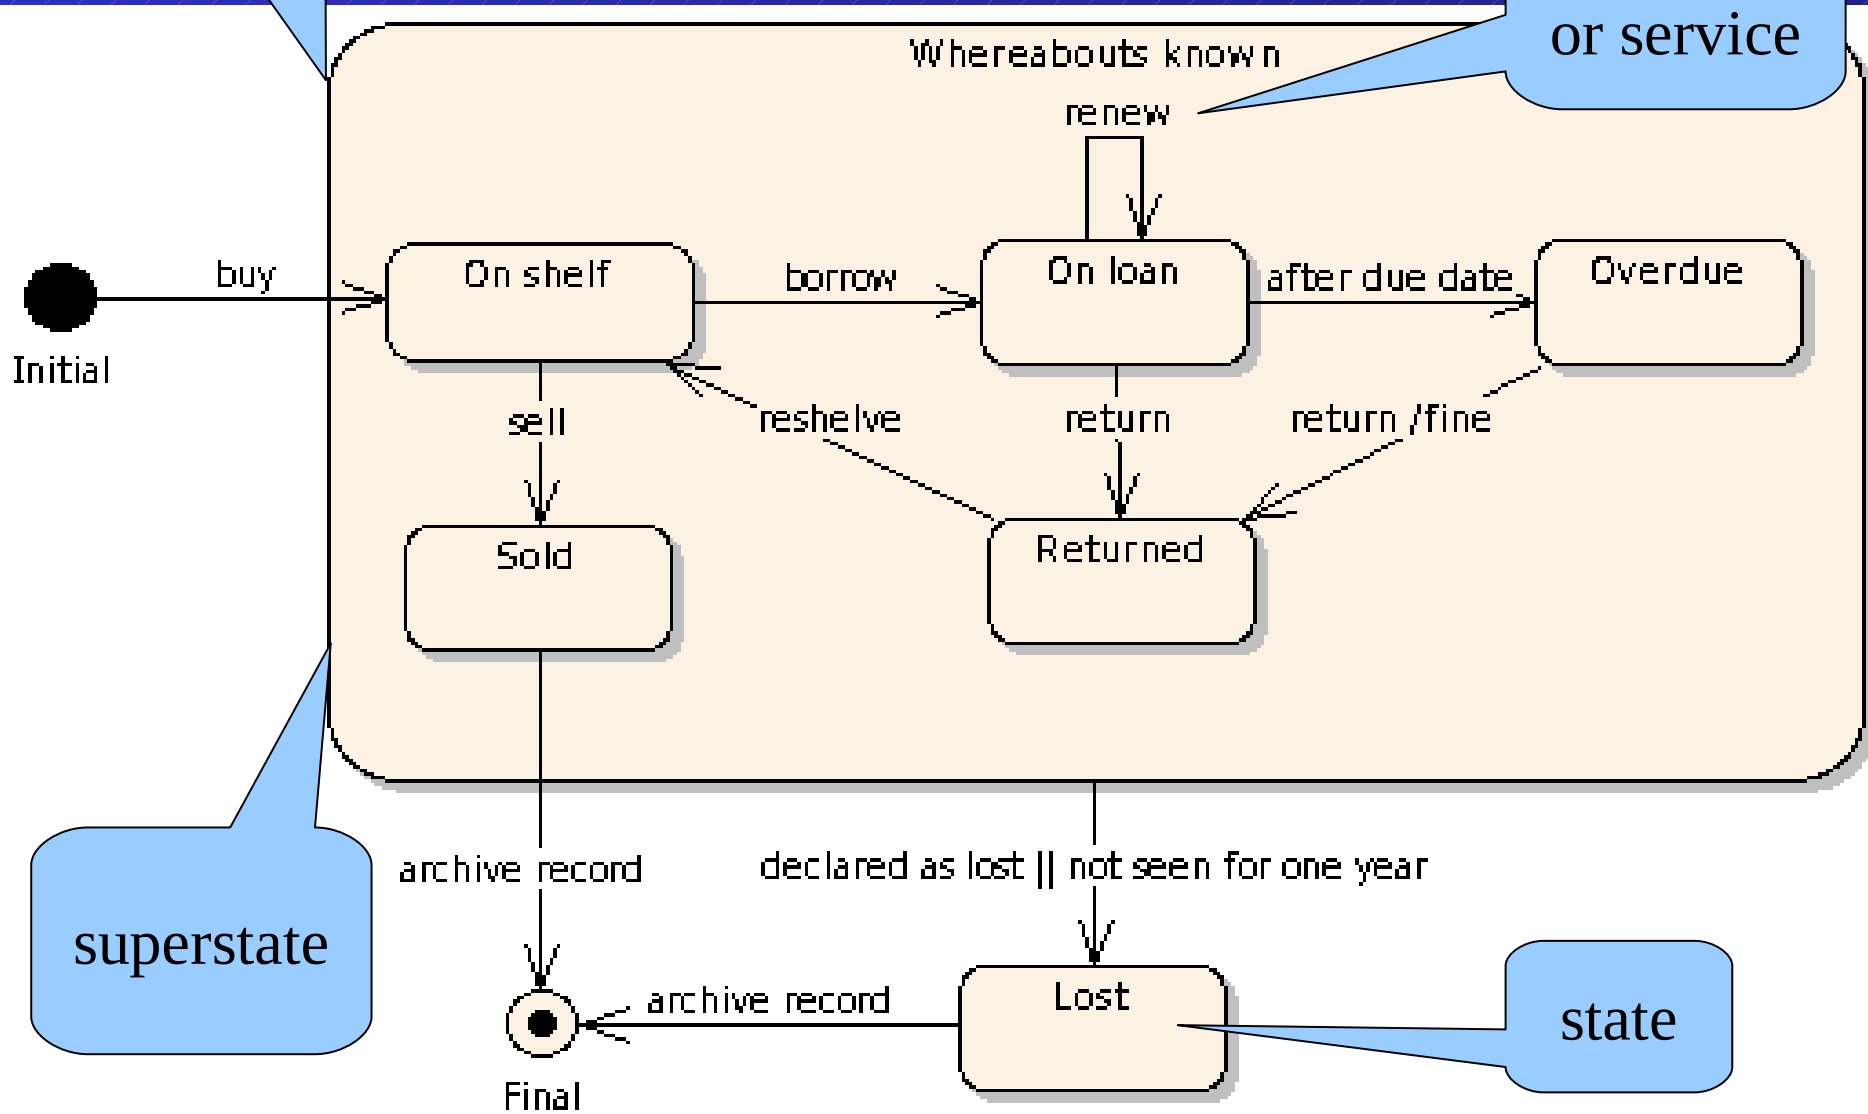 or service
Whereabouts known
renew
buy
On shelf
borrow
On loan
after due date
Overdue
Initial
sell
reshelve
return
return /fine
Sold
Returned
archive record
declared as lost || not seen for one year
superstate
archive record
Lost
state
Final